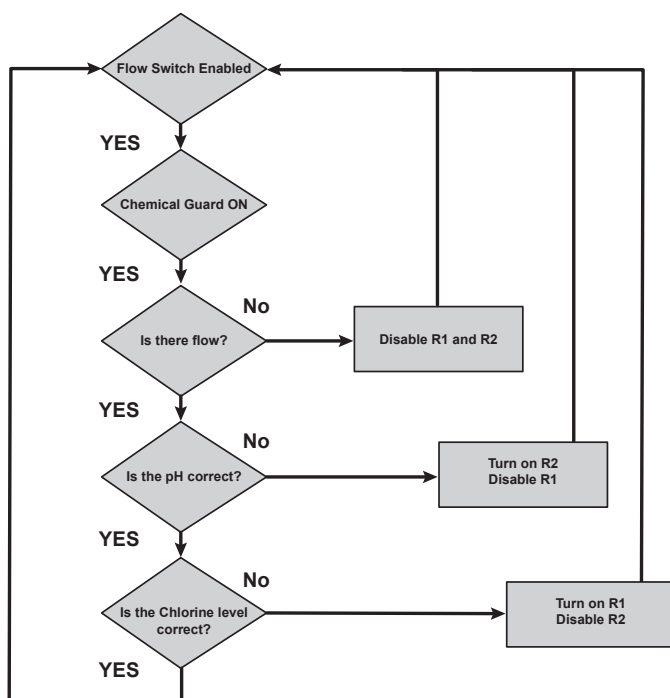 Flow Switch Enabled
YES
Chemical Guard ON
YES
No
Is there flow?
Disable R1 and R2
YES
No
Is the pH correct?
Turn on R2
Disable R1
YES
No
Is the Chlorine level
correct?
Turn on R1
Disable R2
YES